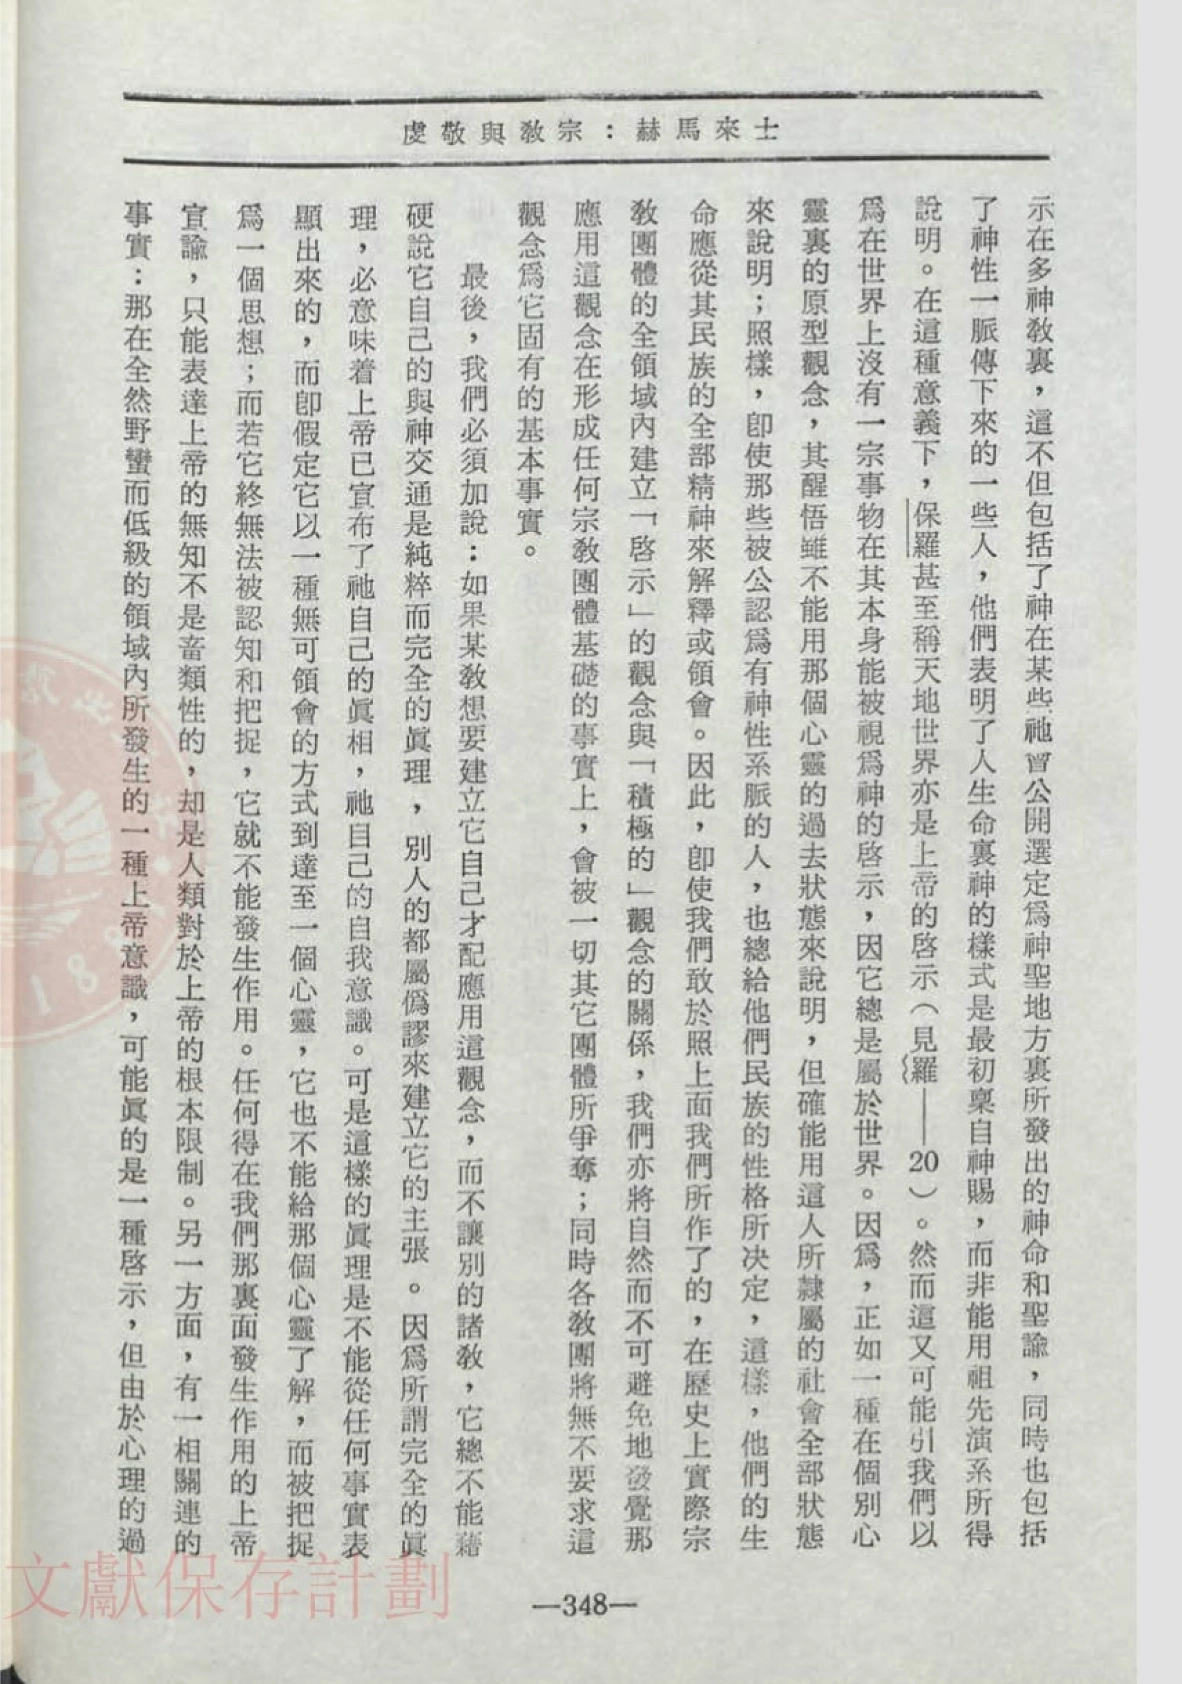 士來馬赫:宗教與敬虔
示在多神教裏，這不但包括了神在某些祂曾公開選定爲神聖地方裏所發出的神命和聖諭，同時也包括
了神性一脈傳下來的一些人，他們表明了人生命裏神的樣式是最初稟自神賜，而非能用祖先演系所得
說明。在這種意義下，保羅甚至稱天地世界亦是上帝的啓示（見羅一20）。然而這又可能引我們以
爲在世界上沒有一宗事物在其本身能被視爲神的啓示，因它總是屬於世界。因爲，正如一種在個別心
靈裏的原型觀念，其醒悟雖不能用那個心靈的過去狀態來說明，但確能用這人所隸屬的社會全部狀態
來說明；照樣，卽使那些被公認爲有神性系脈的人，也總給他們民族的性格所決定，這樣，他們的生
命應從其民族的全部精神來解釋或領會。因此，卽使我們敢於照上面我們所作了的，在歷史上實際宗
教團體的全領域內建立「啓示」的觀念與「積極的」觀念的關係，我們亦將自然而不可避免地發覺那
應用這觀念在形成任何宗教團體基礎的事實上，會被一切其它團體所爭奪；同時各教團將無不要求這
觀念爲它固有的基本事實。
最後，我們必須加說：如果某教想要建立它自己才配應用這觀念，而不讓別的諸教，它總不能藉
硬說它自己的與神交通是純粹而完全的眞理，別人的都屬僞謬來建立它的主張。因爲所謂完全的眞
理，必意味着上帝已宣布了祂自己的眞相，祂自己的自我意識。可是這樣的眞理是不能從任何事實表
顯出來的，而卽假定它以一種無可領會的方式到達至一個心靈，它也不能給那個心靈了解，而被把捉
爲一個思想；而若它終無法被認知和把捉，它就不能發生作用。任何得在我們那裏面發生作用的上帝
宣諭，只能表達上帝的無知不是畜類性的，却是人類對於上帝的根本限制。另一方面，有一相關連的
事實：那在全然野蠻而低級的領域內所發生的一種上帝意識，可能眞的是一種啓示，但由於心理的過
—348—
文獻保存計劃